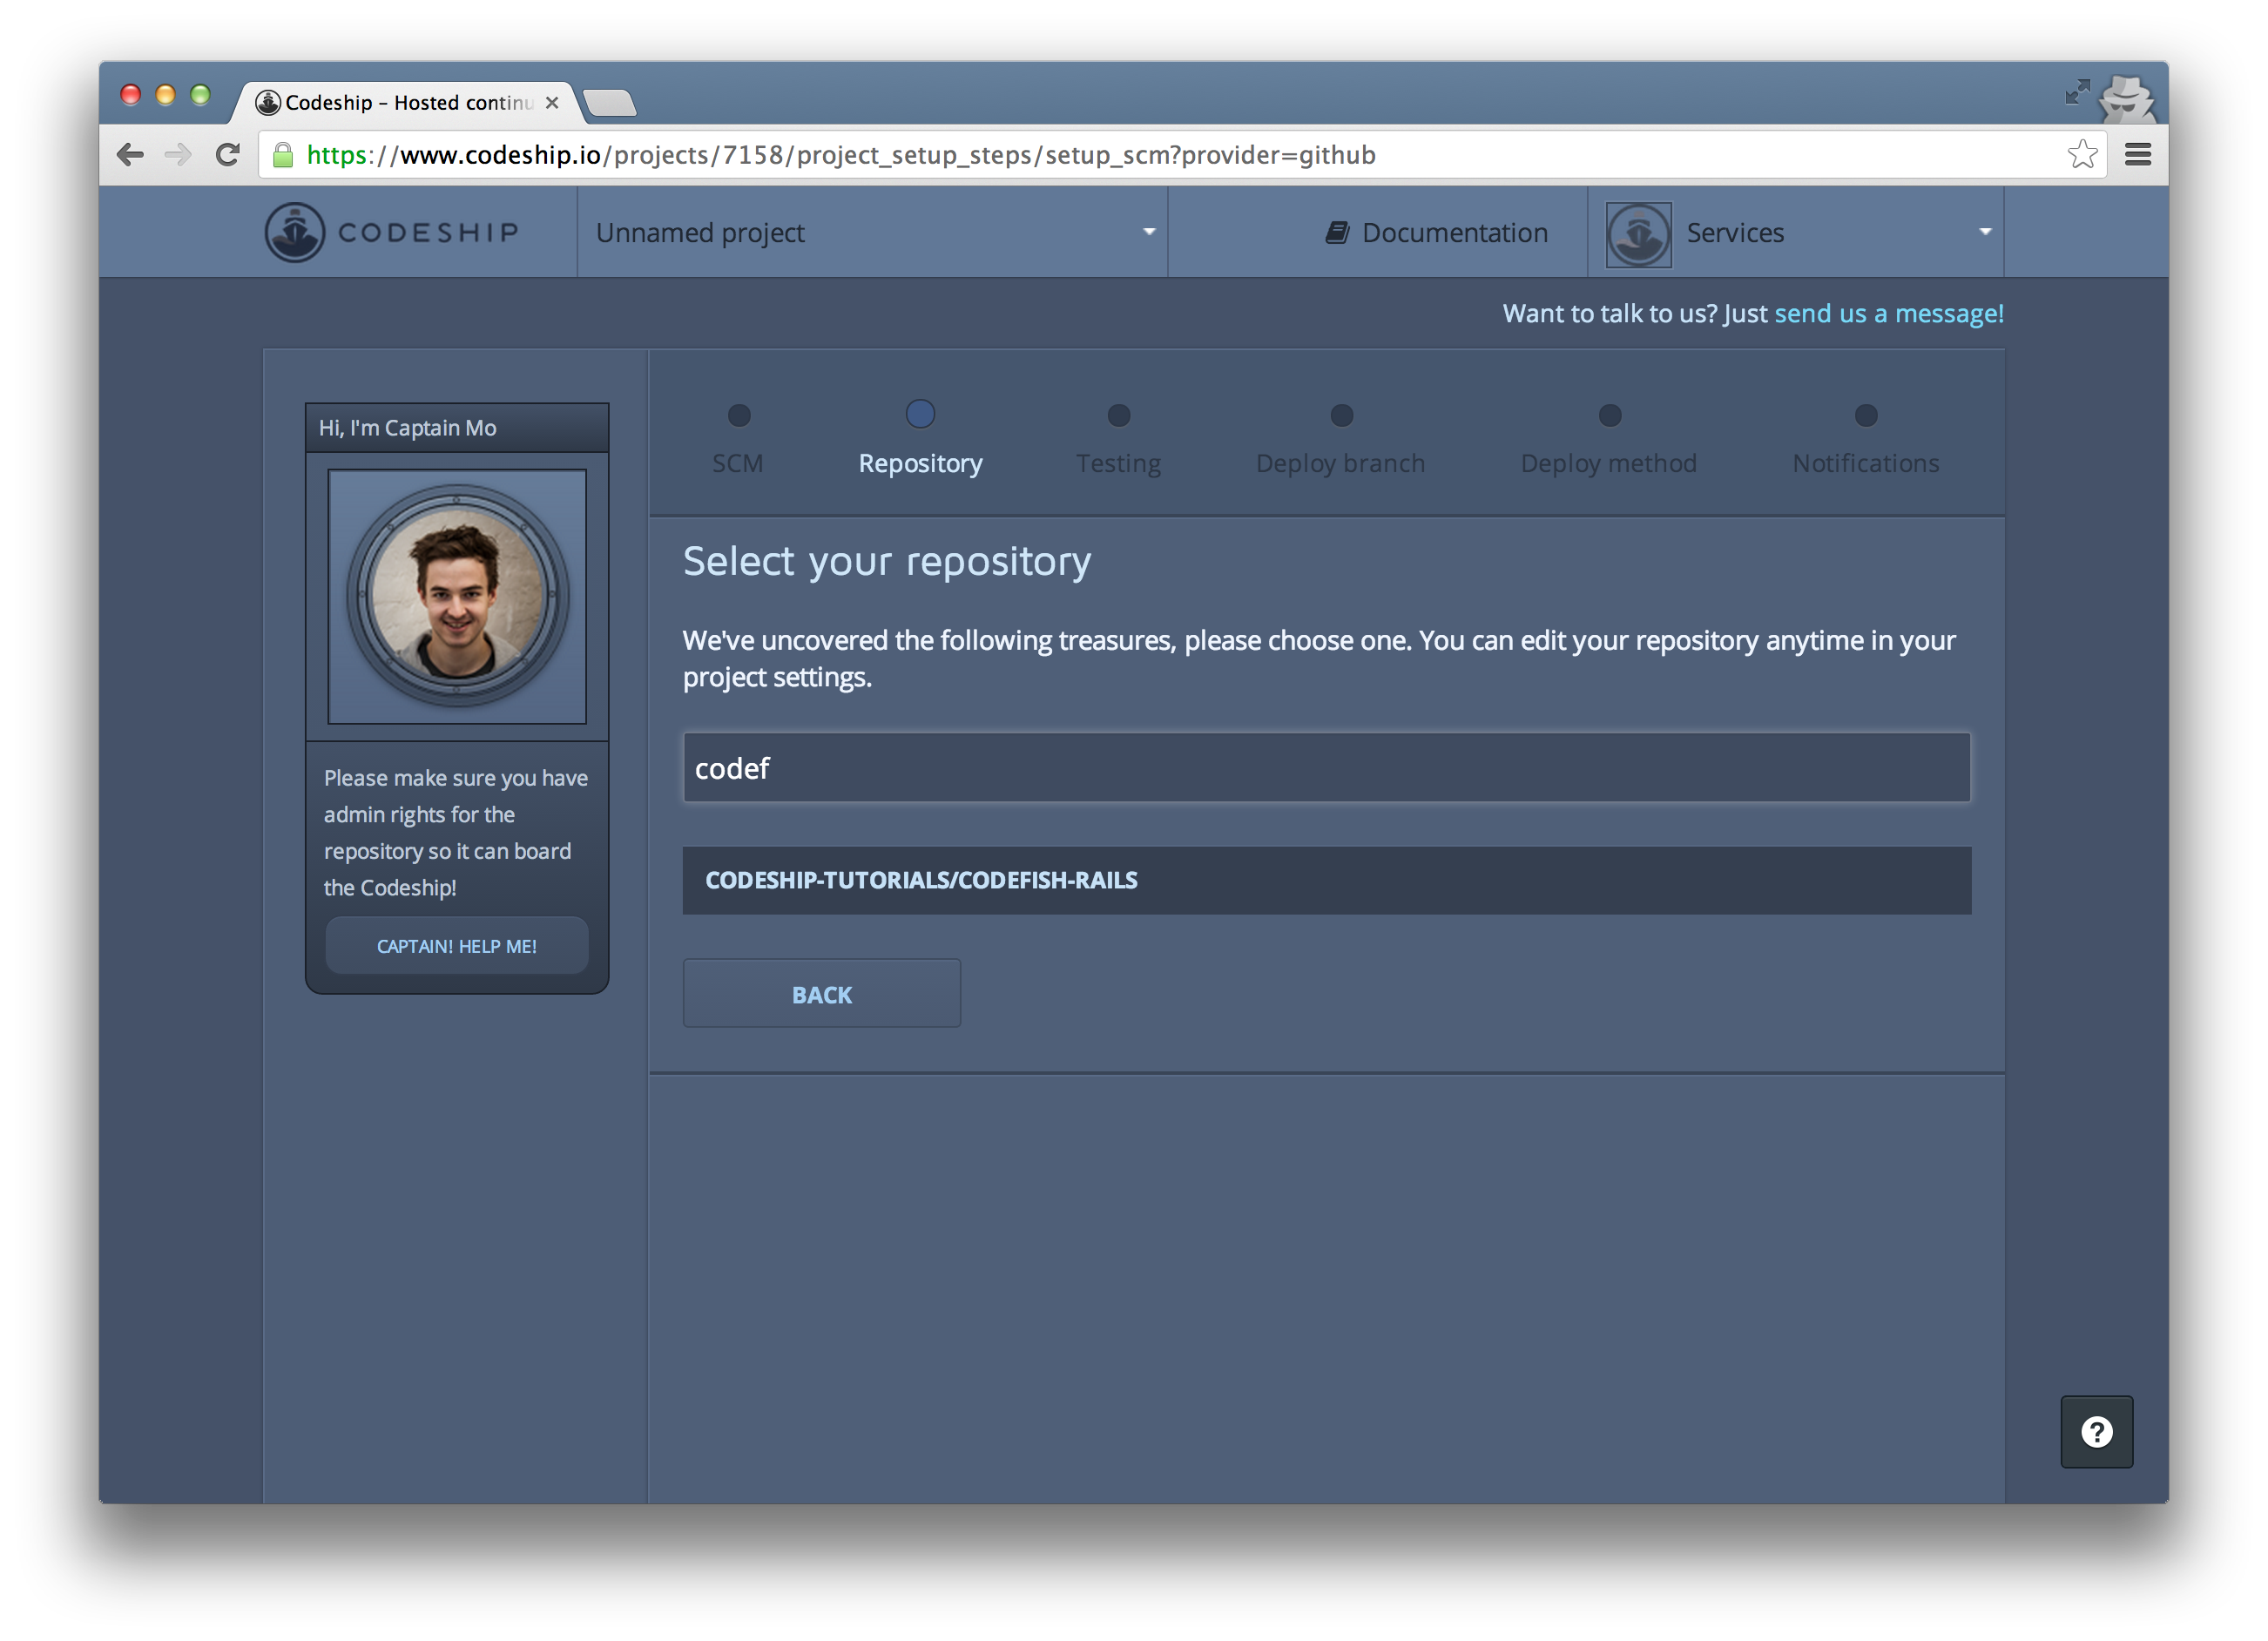 Codeship – Hosted continu
https://www.codeship.io/projects/7158/project_setup_steps/setup_scm?provider=github
CODESHIP
Unnamed project
Documentation
Services
Want to talk to us? Just send us a message!
Hi, I'm Captain Mo
Please make sure you have
admin rights for the
repository so it can board
the Codeship!
CAPTAIN! HELP ME!
SCM
Repository
Testing
Deploy branch
Deploy method
Notifications
Select your repository
We've uncovered the following treasures, please choose one. You can edit your repository anytime in your
project settings.
codef
CODESHIP-TUTORIALS/CODEFISH-RAILS
BACK
?